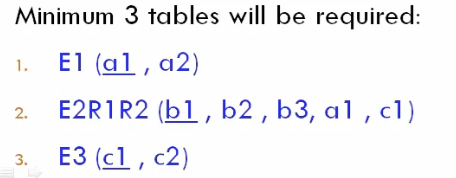 Minimum 3 tables will be required:
1. E1 (a1 , a2)
2. E2R1R2 (b1 , b2 , b3, a1 , c1)
3. E3 (c1 , c2)